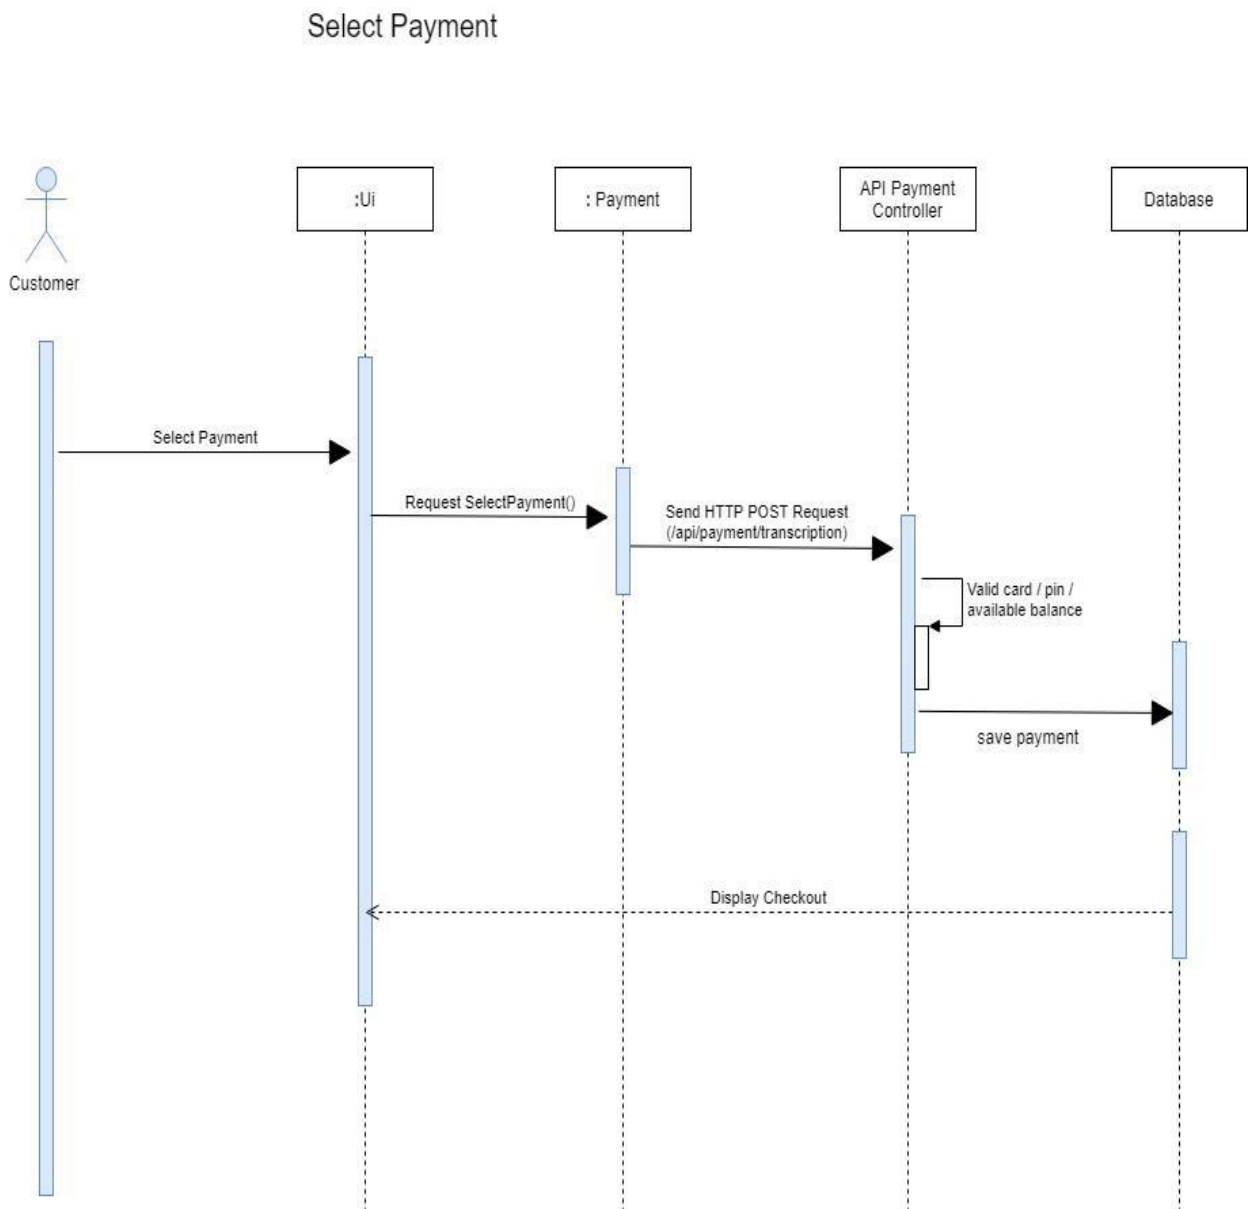 Select Payment
:Ui
: Payment
API Payment
Controller
Database
Customer
Select Payment
Request SelectPayment()
Send HTTP POST Request
(/api/payment/transcription)
Valid card / pin /
available balance
save payment
Display Checkout